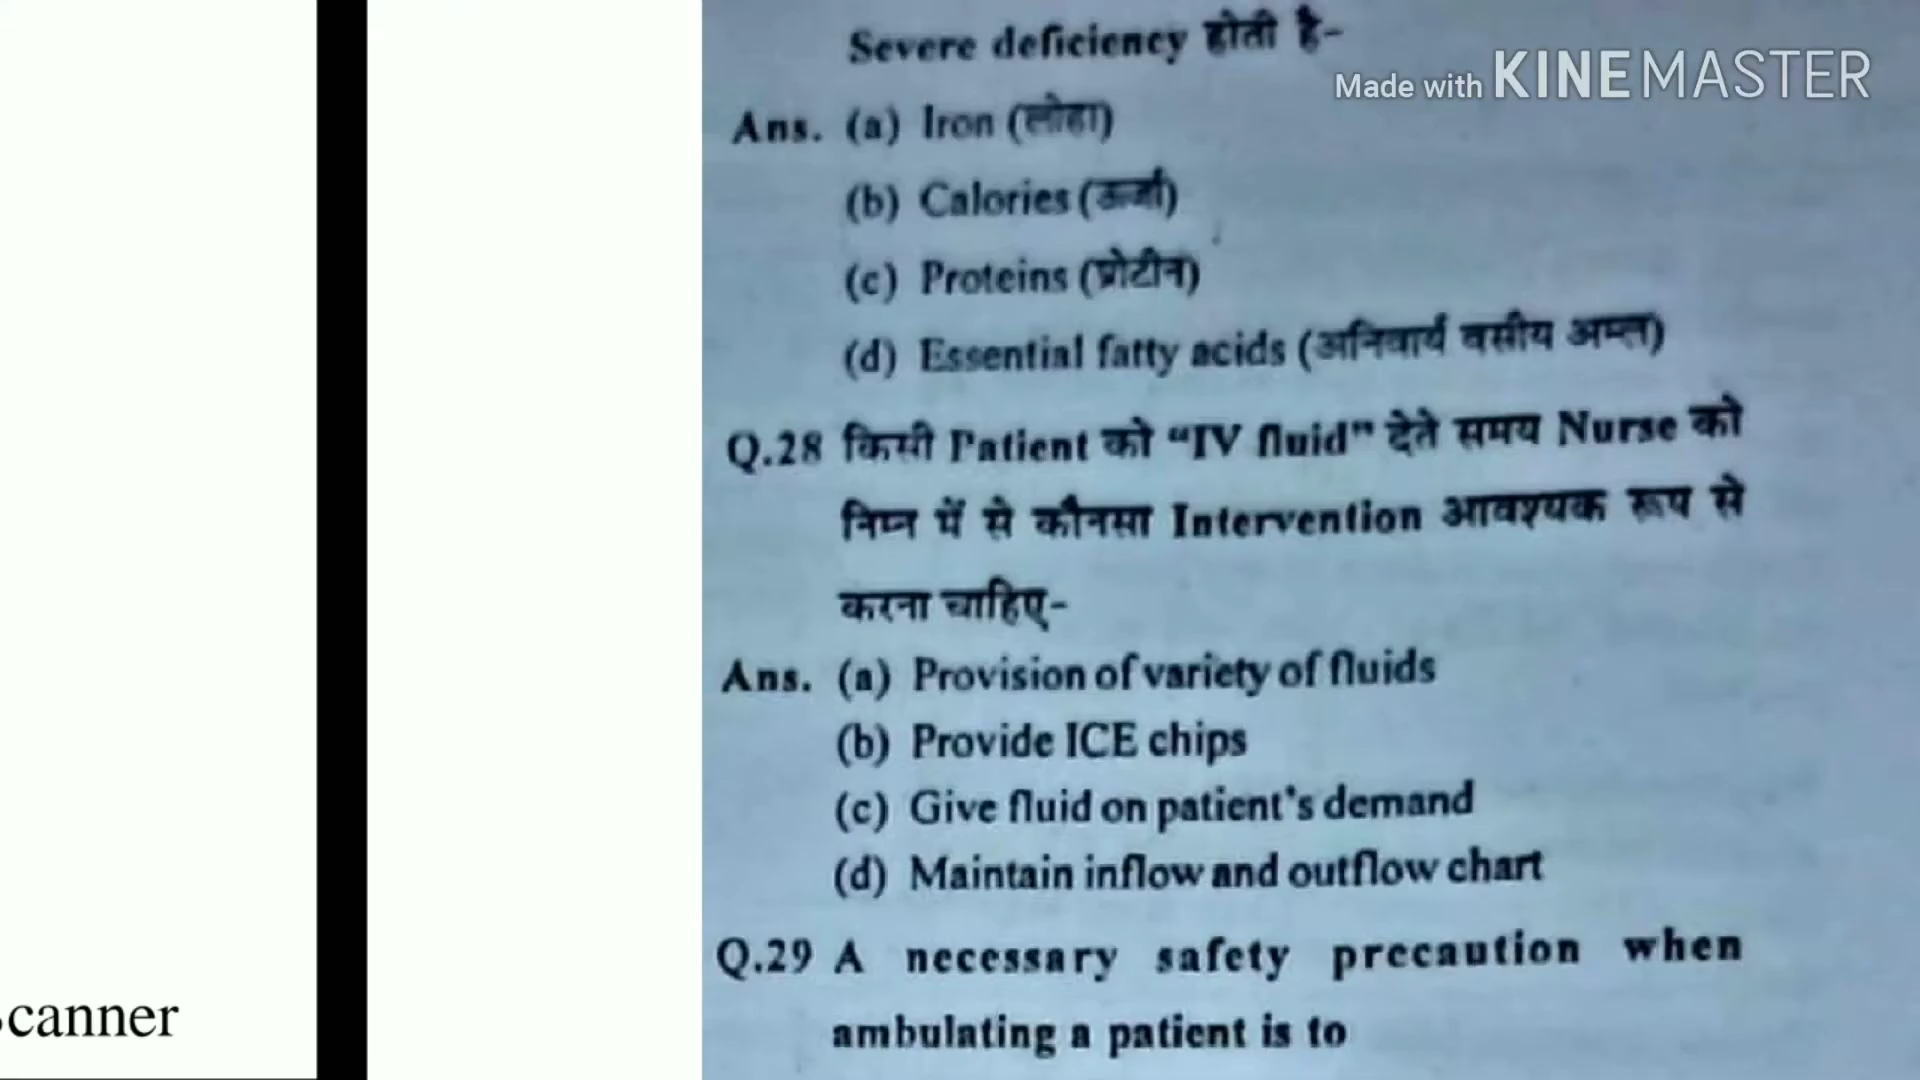 Severe deficiency होती है-
Made with KINEMASTER
Ans. (a) Iron (लोहा)
(b) Calories (ऊर्जा)
(c) Proteins (प्रोटीन)
(d) Essential fatty acids (अनिवार्य वसीय अम्ल)
Q.28 किसी Patient को “IV fluid” देते समय Nurse को
निम्न में से कौनसा Intervention आवश्यक रूप से
करना चाहिए-
Ans. (a) Provision of variety of fluids
(b) Provide ICE chips
(c) Give fluid on patient's demand
(d) Maintain inflow and outflow chart
Q.29 A necessary safety precaution when
ambulating a patient is to
canner